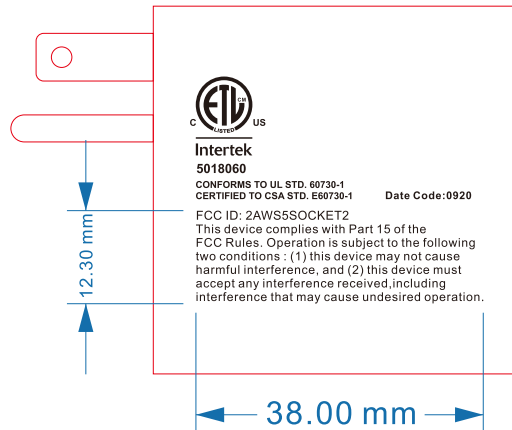 ETL CM
LISTED
C US
Intertek
5018060
CONFORMS TO UL STD. 60730-1
CERTIFIED TO CSA STD. E60730-1 Date Code:0920
FCC ID: 2AWS5SOCKET2
This device complies with Part 15 of the
FCC Rules. Operation is subject to the following
two conditions : (1) this device may not cause
harmful interference, and (2) this device must
accept any interference received,including
interference that may cause undesired operation.
12.30 mm
38.00 mm